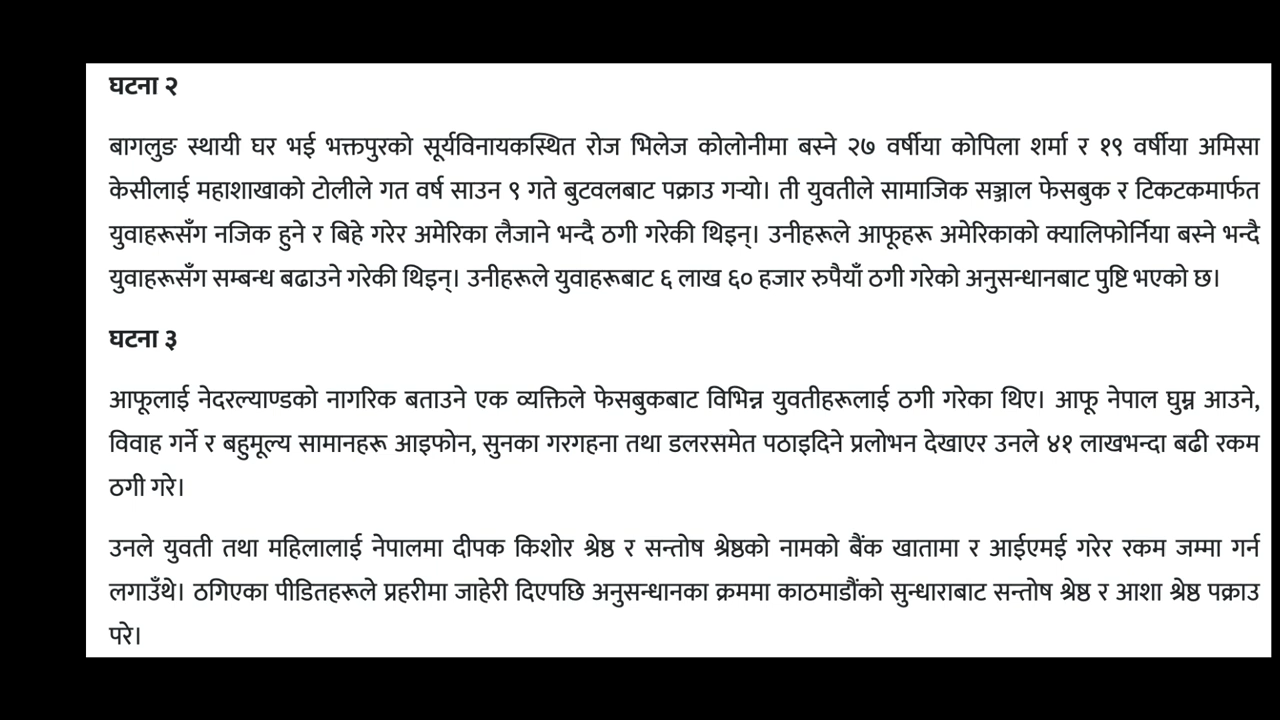 घटना २
बागलुङ स्थायी घर भई भक्तपुरको सूर्यविनायकस्थित रोज भिलेज कोलोनीमा बस्ने २७ वर्षीया कोपिला शर्मा र १९ वर्षीया अमिसा
केसीलाई महाशाखाको टोलीले गत वर्ष साउन ९ गते बुटवलबाट पक्राउ गऱ्यो। ती युवतीले सामाजिक सञ्जाल फेसबुक र टिकटकमार्फत
युवाहरूसँग नजिक हुने र बिहे गरेर अमेरिका लैजाने भन्दै ठगी गरेकी थिइन्। उनीहरूले आफूहरू अमेरिकाको क्यालिफोर्निया बस्ने भन्दै
युवाहरूसँग सम्बन्ध बढाउने गरेकी थिइन्। उनीहरूले युवाहरूबाट ६ लाख ६० हजार रुपैयाँ ठगी गरेको अनुसन्धानबाट पुष्टि भएको छ।
घटना ३
आफूलाई नेदरल्याण्डको नागरिक बताउने एक व्यक्तिले फेसबुकबाट विभिन्न युवतीहरूलाई ठगी गरेका थिए। आफू नेपाल घुम्न आउने,
विवाह गर्ने र बहुमूल्य सामानहरू आइफोन, सुनका गरगहना तथा डलरसमेत पठाइदिने प्रलोभन देखाएर उनले ४१ लाखभन्दा बढी रकम
ठगी गरे।
उनले युवती तथा महिलालाई नेपालमा दीपक किशोर श्रेष्ठ र सन्तोष श्रेष्ठको नामको बैंक खातामा र आईएमई गरेर रकम जम्मा गर्न
लगाउँथे। ठगिएका पीडितहरूले प्रहरीमा जाहेरी दिएपछि अनुसन्धानका क्रममा काठमाडौंको सुन्धाराबाट सन्तोष श्रेष्ठ र आशा श्रेष्ठ पक्राउ
परे।